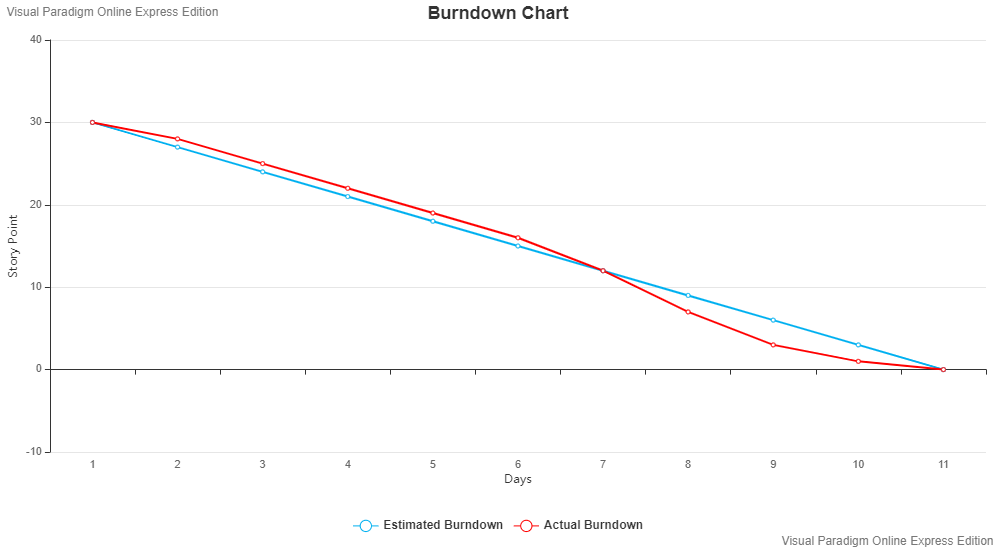 Visual Paradigm Online Express Edition
Burndown Chart
40
30
20
10
0
-10
Story Point
1 2 3 4 5 6 7 8 9 10 11
Days
Estimated Burndown Actual Burndown
Visual Paradigm Online Express Edition